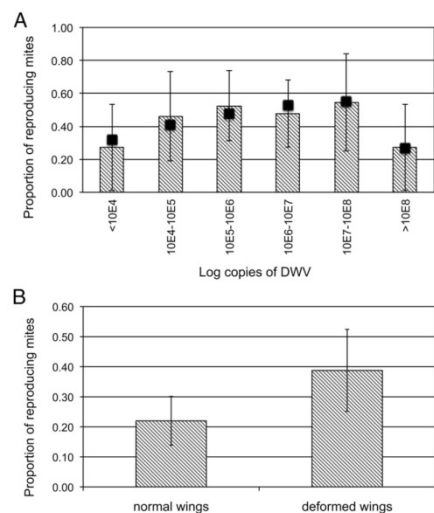 A
Proportion of reproducing mites
1.00
0.80
0.60
0.40
0.20
0.00
<10E4
10E4-10E5
10E5-10E6
10E6-10E7
10E7-10E8
>10E8
Log copies of DWV
B
Proportion of reproducing mites
0.60
0.50
0.40
0.30
0.20
0.10
0.00
normal wings
deformed wings